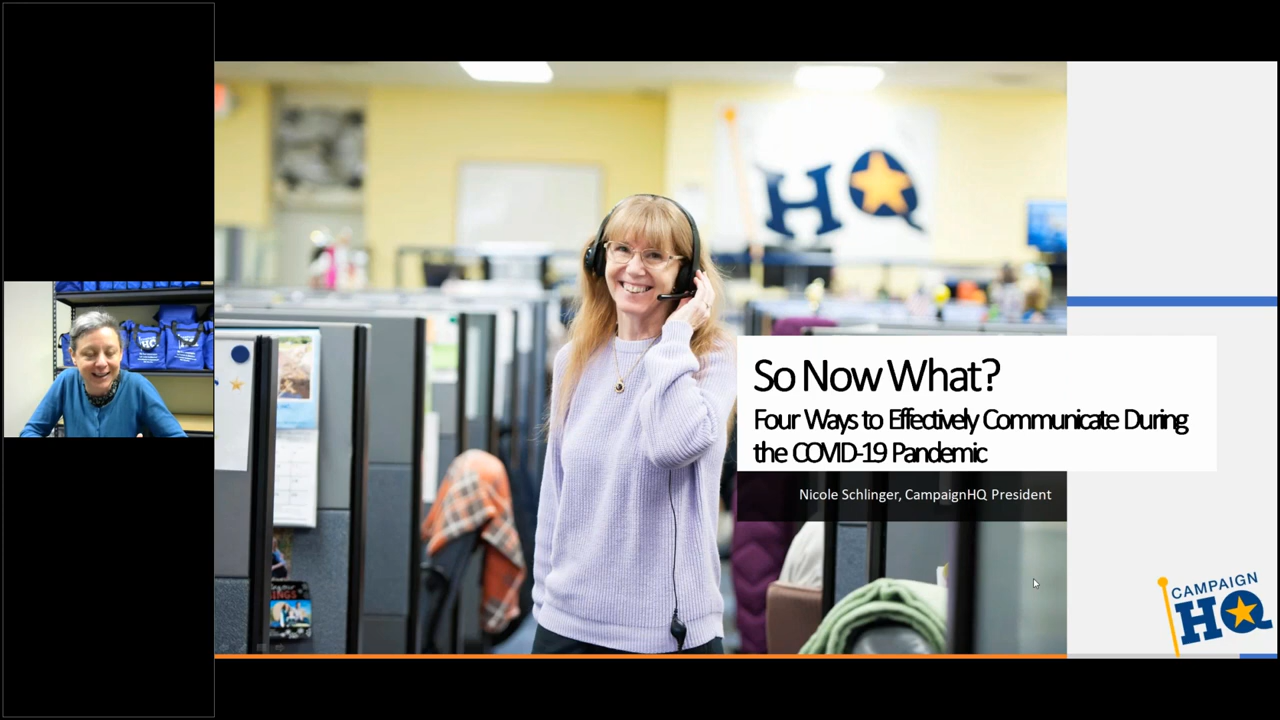 HQ
HQ
So Now What?
Four Ways to Effectively Communicate During
the COVID-19 Pandemic
Nicole Schlinger, CampaignHQ President
CAMPAIGN
HQ